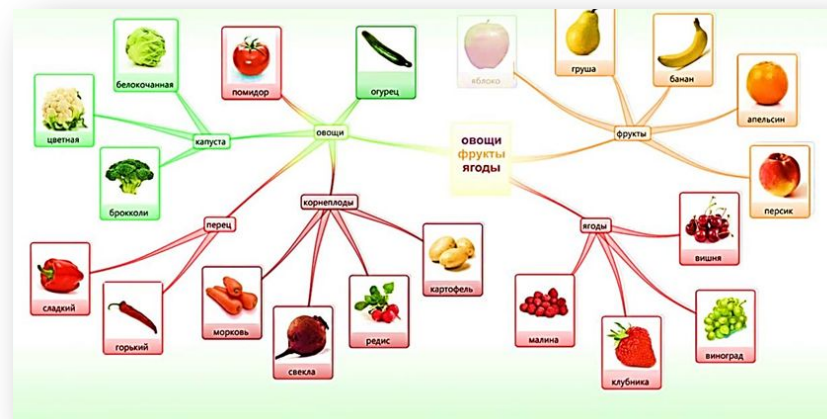 белокочанная
цветная
брокколи
капуста
помидор
огурец
овощи
овощи
фрукты
ягоды
яблоко
груша
банан
апельсин
персик
фрукты
перец
сладкий
горький
корнеплоды
морковь
свекла
редис
картофель
ягоды
вишня
малина
клубника
виноград